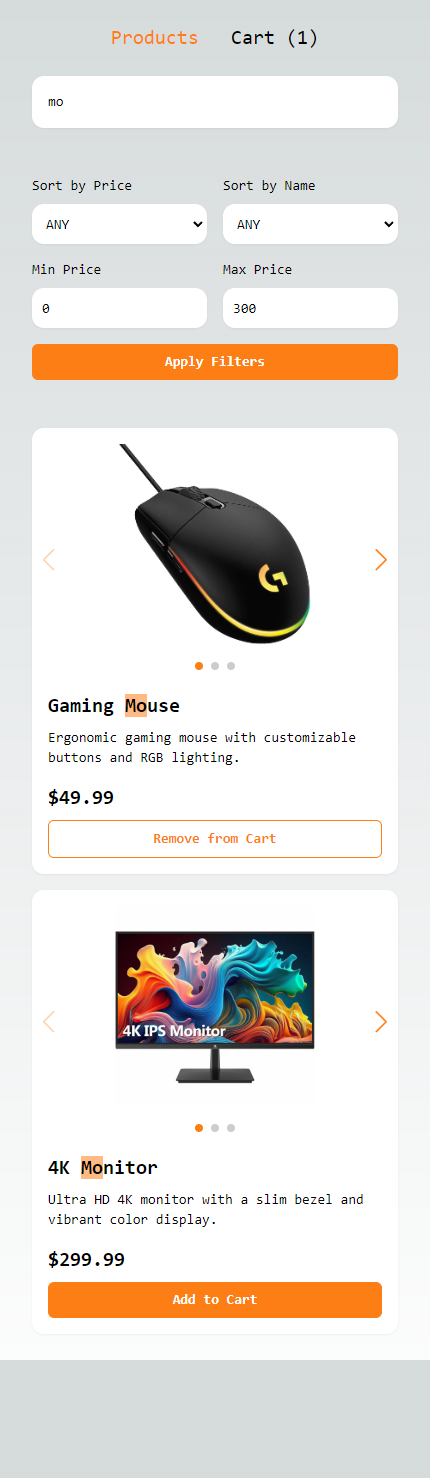 Products Cart (1)
mo
Sort by Price Sort by Name
ANY ANY
Min Price Max Price
0 300
Apply Filters
G
Gaming Mouse
Ergonomic gaming mouse with customizable
buttons and RGB lighting.
$49.99
Remove from Cart
4K IPS Monitor
4K Monitor
Ultra HD 4K monitor with a slim bezel and
vibrant color display.
$299.99
Add to Cart